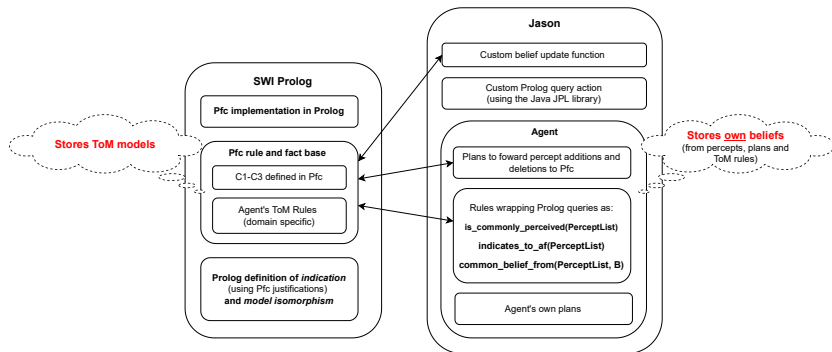 Jason
Custom belief update function
Custom Prolog query action
(using the Java JPL library)
SWI Prolog
Pfc implementation in Prolog
Stores ToM models
Pfc rule and fact base
C1-C3 defined in Pfc
Agent's ToM Rules
(domain specific)
Prolog definition of indication
(using Pfc justifications)
and model isomorphism
Agent
Plans to foward percept additions and
deletions to Pfc
Rules wrapping Prolog queries as:
is_commonly_perceived(PerceptList)
indicates_to_af(PerceptList)
common_belief_from(PerceptList, B)
Agent's own plans
Stores own beliefs
(from percepts, plans and
ToM rules)